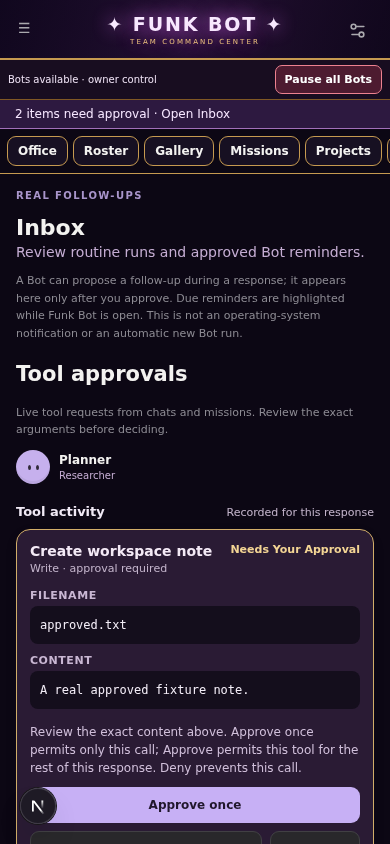 ☰
✦ FUNK BOT ✦
TEAM COMMAND CENTER
Bots available · owner control
Pause all Bots
2 items need approval · Open Inbox
Office
Roster
Gallery
Missions
Projects
REAL FOLLOW-UPS
Inbox
Review routine runs and approved Bot reminders.
A Bot can propose a follow-up during a response; it appears
here only after you approve. Due reminders are highlighted
while Funk Bot is open. This is not an operating-system
notification or an automatic new Bot run.
Tool approvals
Live tool requests from chats and missions. Review the exact
arguments before deciding.
Planner
Researcher
Tool activity
Recorded for this response
Create workspace note
Needs Your Approval
Write · approval required
FILENAME
approved.txt
CONTENT
A real approved fixture note.
Review the exact content above. Approve once
permits only this call; Approve permits this tool for the
rest of this response. Deny prevents this call.
N
Approve once